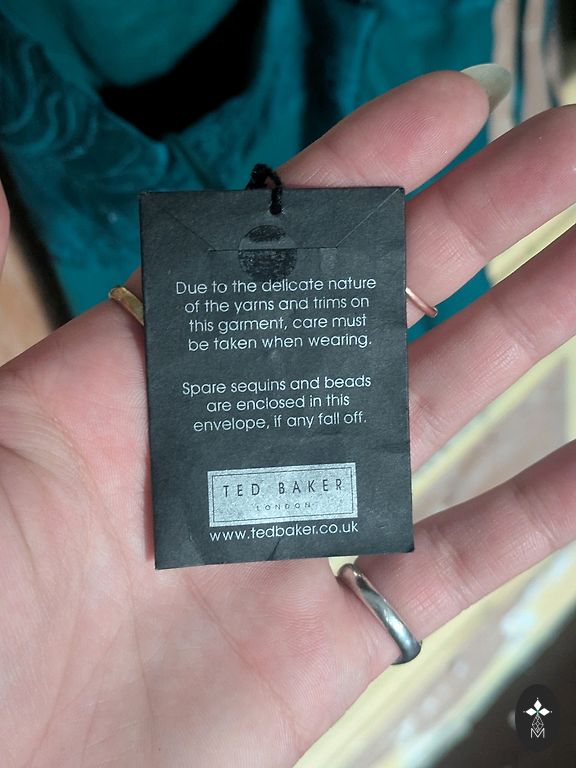 Due to the delicate nature
of the yarns and trims on
this garment, care must
be taken when wearing.
Spare sequins and beads
are enclosed in this
envelope, if any fall off.
TED BAKER
LONDON
www.tedbaker.co.uk
M